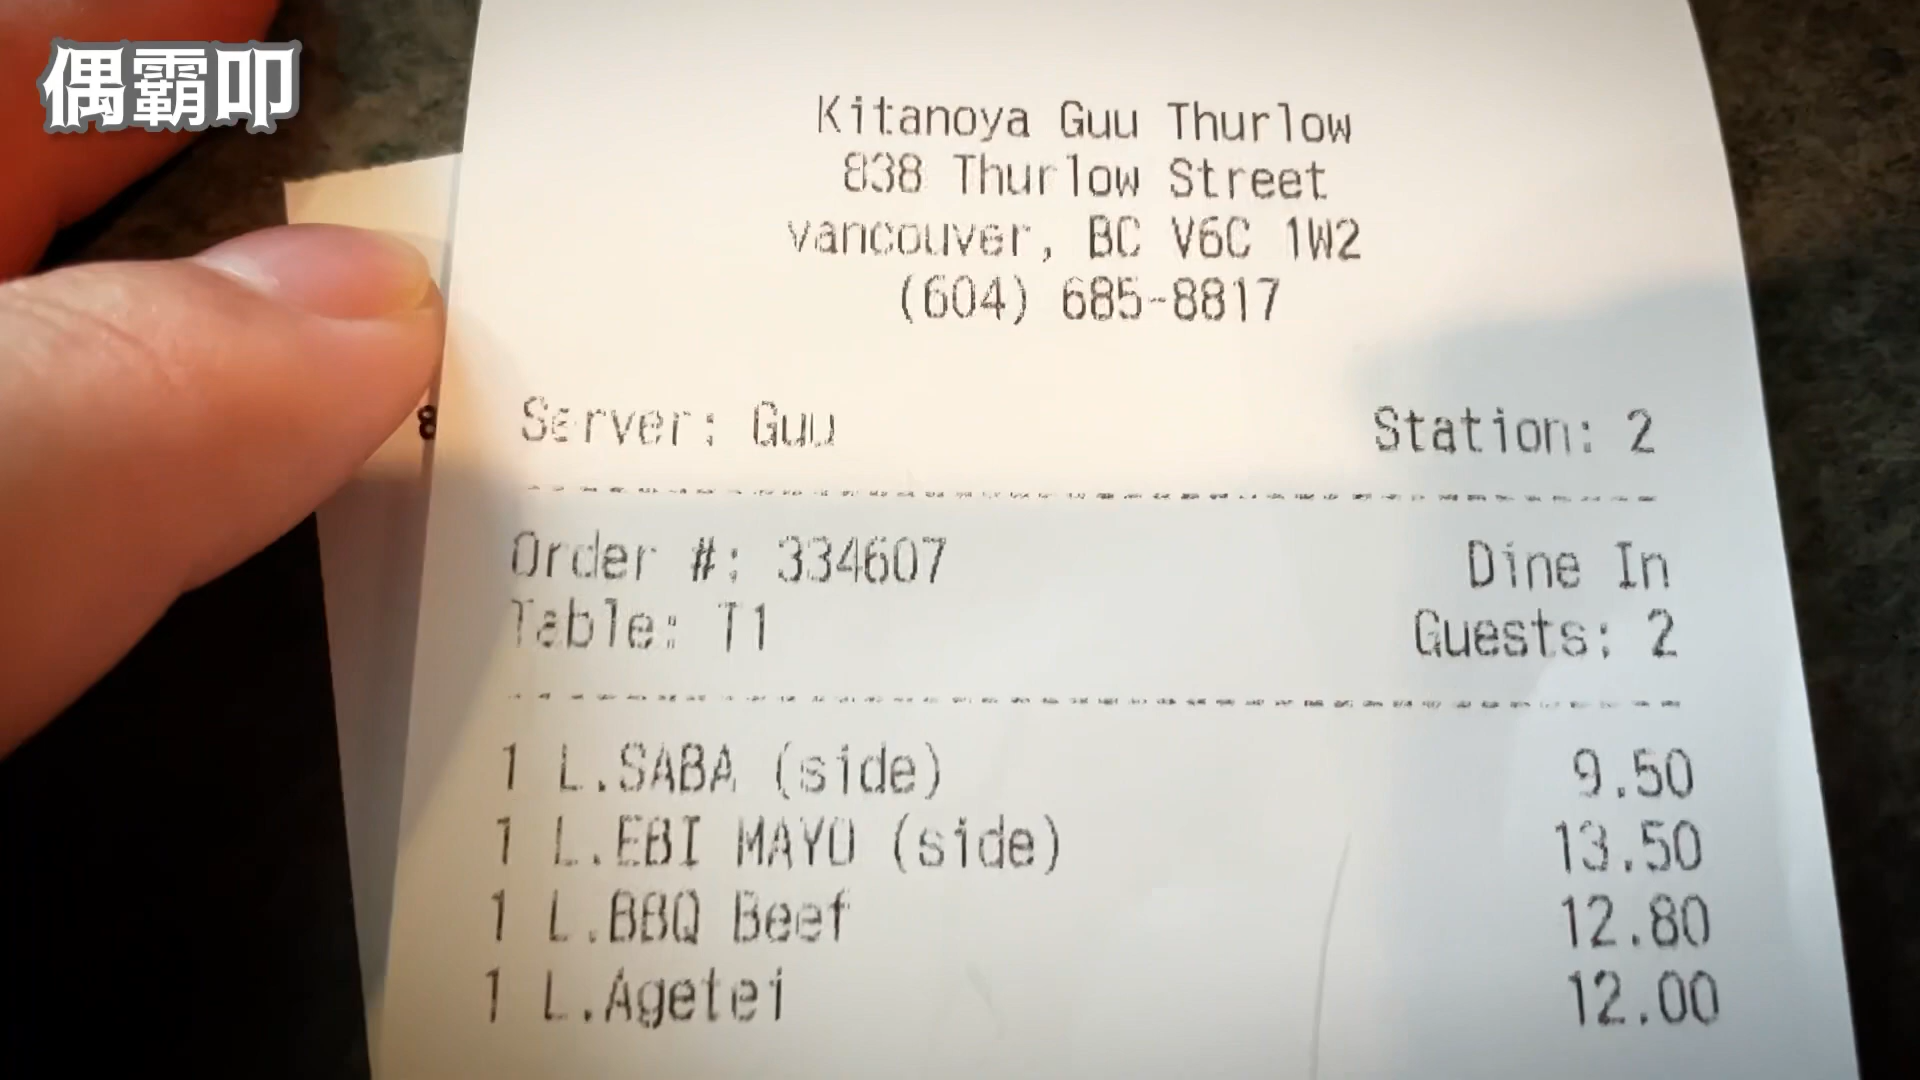 偶霸叩
Kitanoya Guu Thurlow
838 Thurlow Street
vancouver, BC V6C 1W2
(604) 685-8817
Server: Guu Station: 2
8
Order #: 334607 Dine In
Table: T1 Guests: 2
1 L.SABA (side) 9.50
1 L.EBI MAYO (side) 13.50
1 L.BBQ Beef 12.80
1 L.Agetei 12.00